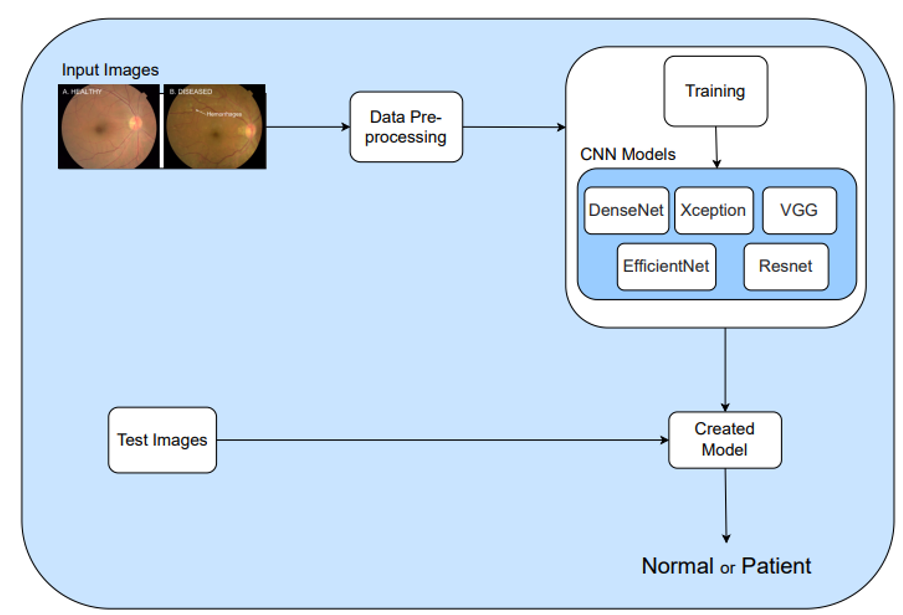 Input Images
A. HEALTHY
B. DISEASED
Hemorrhages
Data Pre-
processing
Training
CNN Models
DenseNet
Xception
VGG
EfficientNet
Resnet
Test Images
Created
Model
Normal or Patient